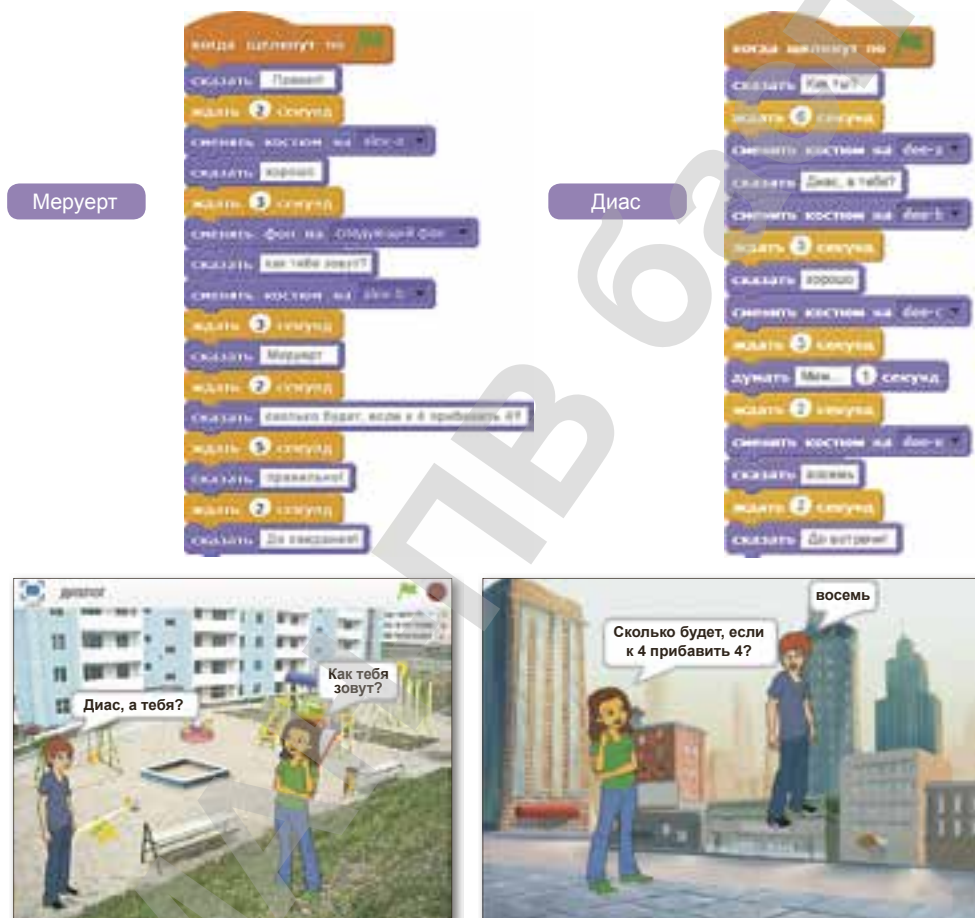 Меруерт
когда щелкнут по
сказать Привет!
ждать 2 секунд
сменить костюм на
сказать хорошо
ждать 3 секунд
сменить фон на следующий фон
сказать как тебя зовут?
сменить костюм на
ждать 3 секунд
сказать Меруерт
ждать 2 секунд
сказать сколько будет, если к 4 прибавить 4?
ждать 5 секунд
сказать правильно!
ждать 2 секунд
сказать До свидания!
Диас
когда щелкнут по
сказать Как ты?
ждать 6 секунд
сменить костюм на
сказать Диас, а тебя?
сменить костюм на
ждать 3 секунд
сказать хорошо
сменить костюм на
ждать 3 секунд
думать 1 секунд
ждать 2 секунд
сменить костюм на
сказать восемь
ждать 2 секунд
сказать До встречи!
диалог
Диас, а тебя?
Как тебя
зовут?
Сколько будет, если
к 4 прибавить 4?
восемь